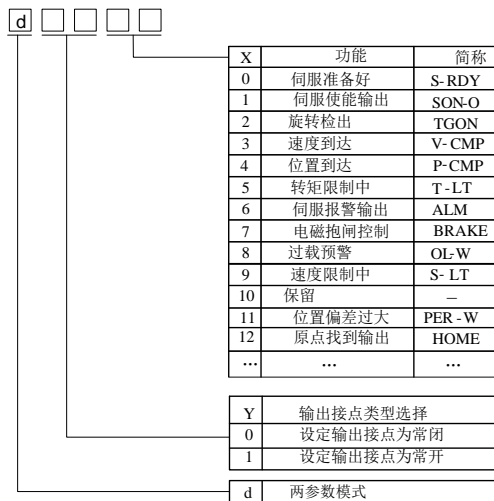 d
X 功能 简称
0 伺服准备好 S-RDY
1 伺服使能输出 SON-O
2 旋转检出 TGON
3 速度到达 V-CMP
4 位置到达 P-CMP
5 转矩限制中 T-LT
6 伺服报警输出 ALM
7 电磁抱闸控制 BRAKE
8 过载预警 OL-W
9 速度限制中 S-LT
10 保留 –
11 位置偏差过大 PER-W
12 原点找到输出 HOME
... ... ...
Y 输出接点类型选择
0 设定输出接点为常闭
1 设定输出接点为常开
d 两参数模式